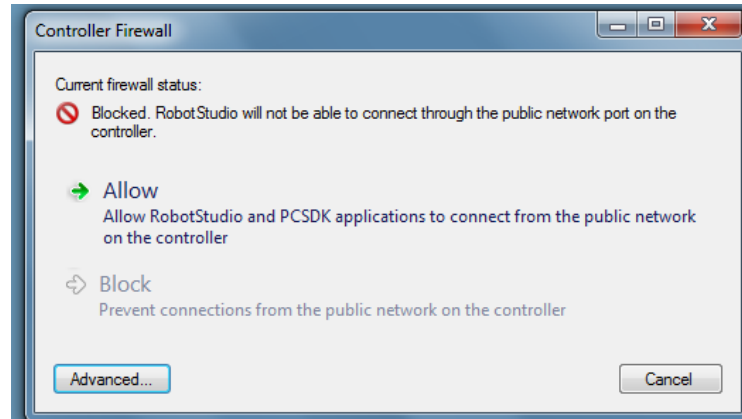 Controller Firewall
Current firewall status:
Blocked. RobotStudio will not be able to connect through the public network port on the
controller.
Allow
Allow RobotStudio and PCSDK applications to connect from the public network
on the controller
Block
Prevent connections from the public network on the controller
Advanced...
Cancel